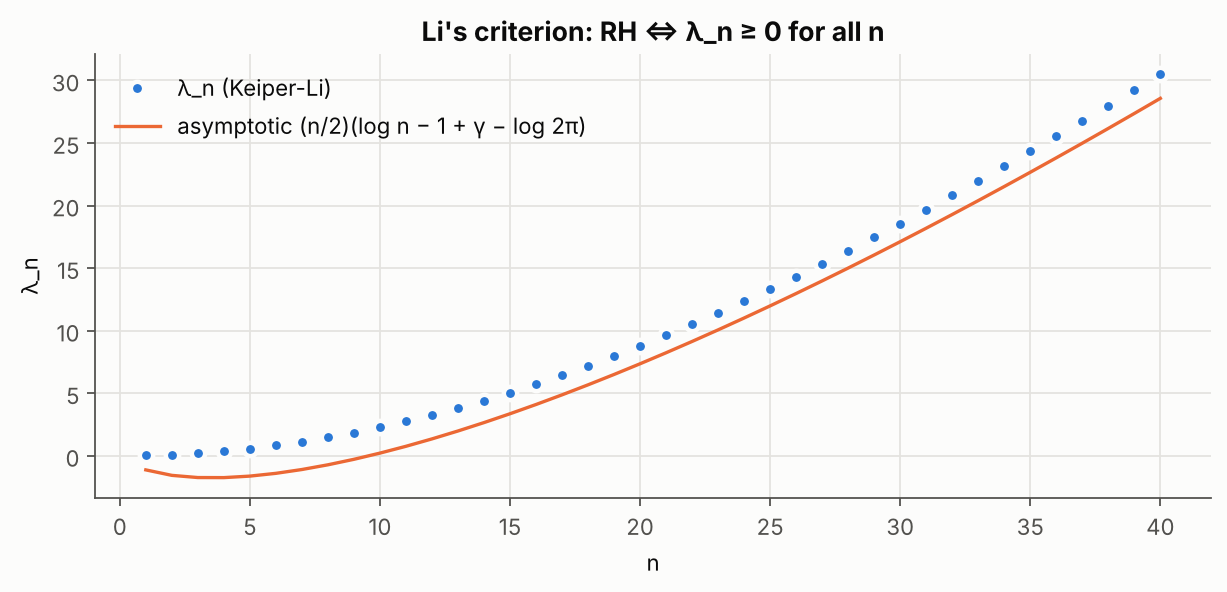 Li's criterion: RH ⇔ λ_n ≥ 0 for all n
λ_n (Keiper-Li)
asymptotic (n/2)(log n − 1 + γ − log 2π)
30
25
20
15
10
5
0
λ_n
0 5 10 15 20 25 30 35 40
n